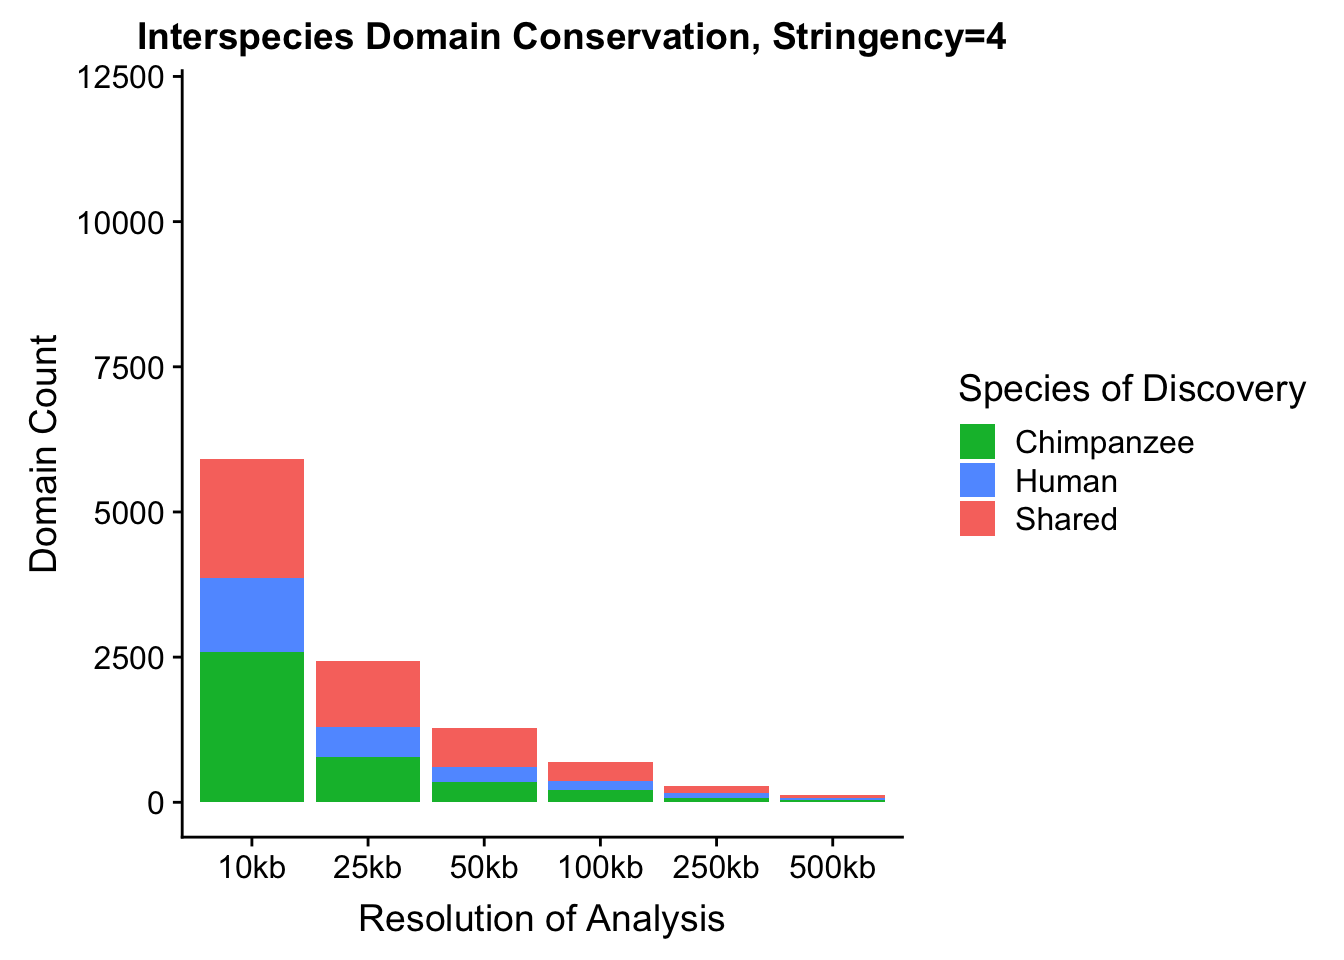 Interspecies Domain Conservation, Stringency=4
12500
10000
7500
5000
2500
0
Domain Count
10kb 25kb 50kb 100kb 250kb 500kb
Resolution of Analysis
Species of Discovery
Chimpanzee
Human
Shared